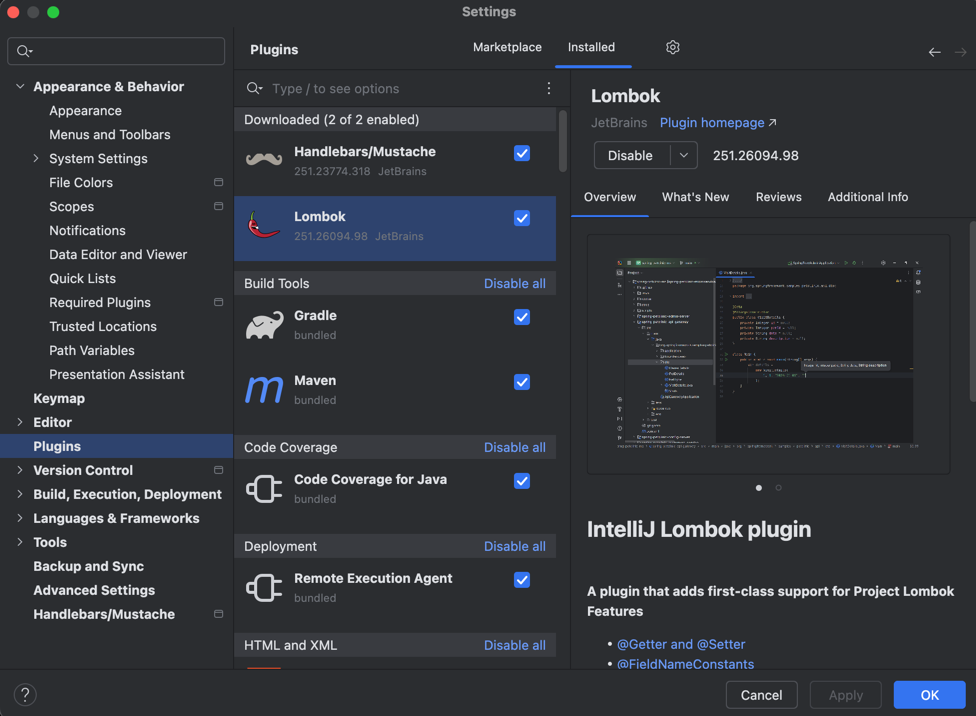 Settings
Appearance & Behavior
Appearance
Menus and Toolbars
System Settings
File Colors
Scopes
Notifications
Data Editor and Viewer
Quick Lists
Required Plugins
Trusted Locations
Path Variables
Presentation Assistant
Keymap
Editor
Plugins
Version Control
Build, Execution, Deployment
Languages & Frameworks
Tools
Backup and Sync
Advanced Settings
Handlebars/Mustache
?
Plugins
Marketplace
Installed
Type / to see options
Downloaded (2 of 2 enabled)
Handlebars/Mustache
251.23774.318 JetBrains
Lombok
251.26094.98 JetBrains
Build Tools Disable all
Gradle
bundled
Maven
bundled
Code Coverage Disable all
Code Coverage for Java
bundled
Deployment Disable all
Remote Execution Agent
bundled
HTML and XML Disable all
Lombok
JetBrains Plugin homepage ↗
Disable 251.26094.98
Overview What's New Reviews Additional Info
IntelliJ Lombok plugin
A plugin that adds first-class support for Project Lombok
Features
• @Getter and @Setter
• @FieldNameConstants
Cancel Apply OK